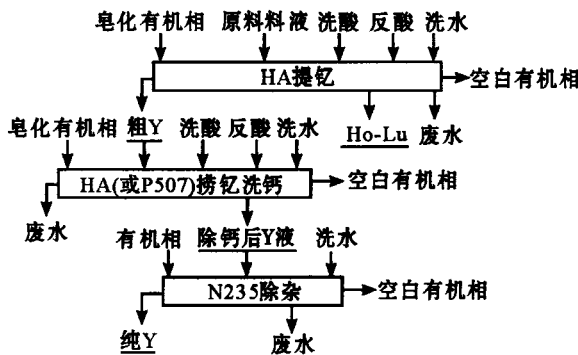 皂化有机相 原料料液 洗酸 反酸 洗水
HA提钇 空白有机相
皂化有机相 粗Y 洗酸 反酸 洗水 Ho-Lu 废水
HA(或P507)捞钇洗钙 空白有机相
废水
有机相 除钙后Y液 洗水
N235除杂 空白有机相
纯Y 废水